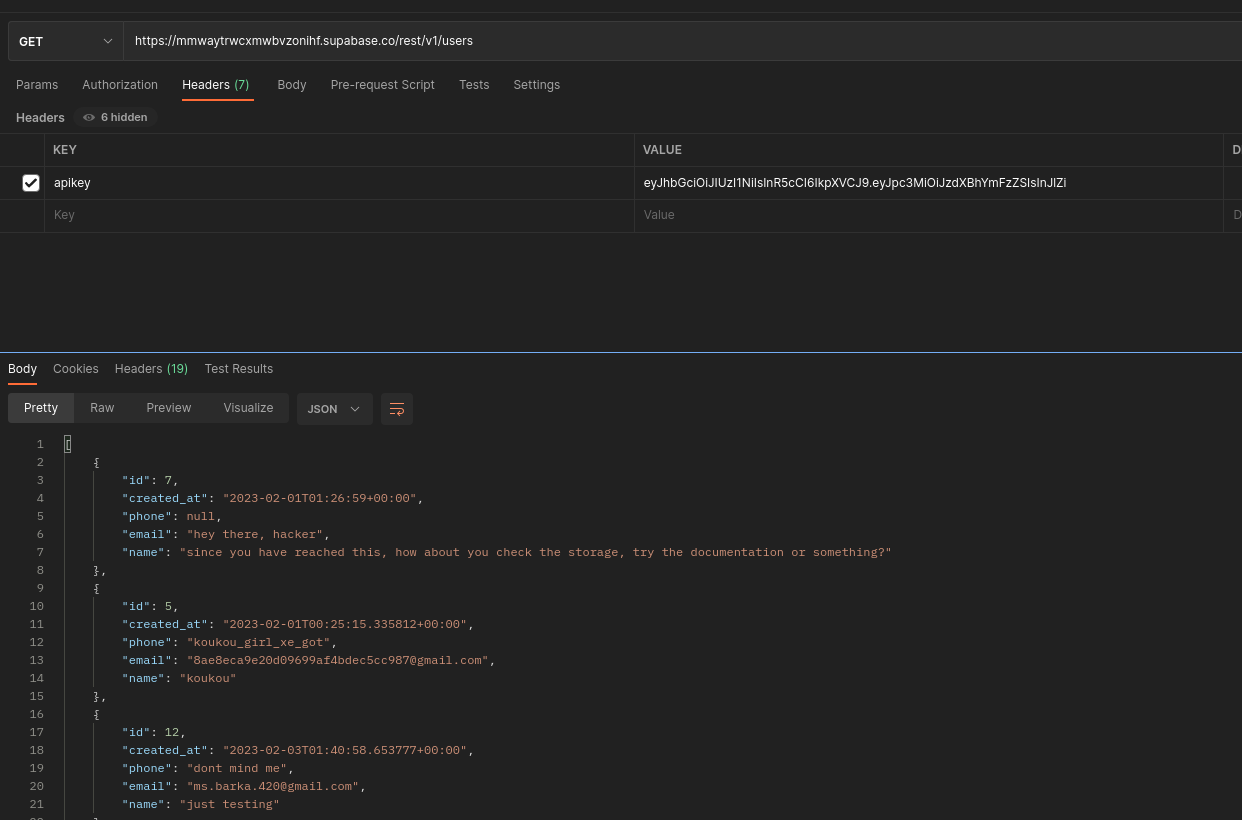 GET https://mmwaytrwcxmwbvzonihf.supabase.co/rest/v1/users
Params Authorization Headers (7) Body Pre-request Script Tests Settings
Headers 6 hidden
KEY VALUE
apikey
Key Value
Body Cookies Headers (19) Test Results
Pretty Raw Preview Visualize JSON
1 [
2 {
3 "id": 7,
4 "created_at": "2023-02-01T01:26:59+00:00",
5 "phone": null,
6 "email": "hey there, hacker",
7 "name": "since you have reached this, how about you check the storage, try the documentation or something?"
8 },
9 {
10 "id": 5,
11 "created_at": "2023-02-01T00:25:15.335812+00:00",
12 "phone": "koukou_girl_xe_got",
13 "email": "8ae8eca9e20d09699af4bdec5cc987@gmail.com",
14 "name": "koukou"
15 },
16 {
17 "id": 12,
18 "created_at": "2023-02-03T01:40:58.653777+00:00",
19 "phone": "dont mind me",
20 "email": "ms.barka.420@gmail.com",
21 "name": "just testing"